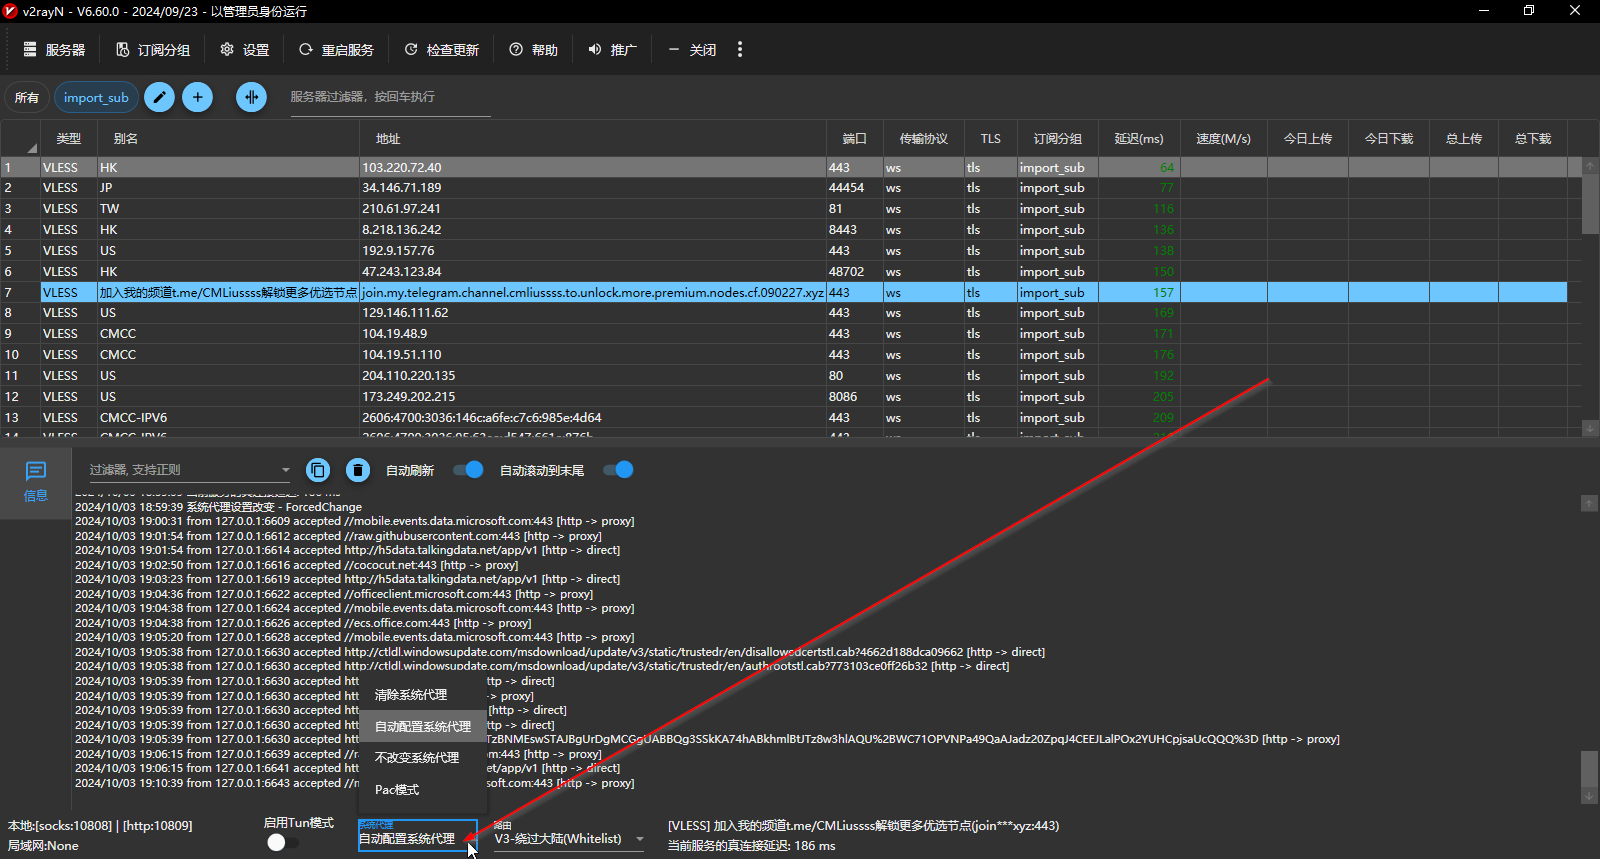 v2rayN - V6.60.0 - 2024/09/23 - 以管理员身份运行
服务器 订阅分组 设置 重启服务 检查更新 帮助 推广 关闭
所有 import_sub 服务器过滤器，按回车执行
类型 别名 地址 端口 传输协议 TLS 订阅分组 延迟(ms) 速度(M/s) 今日上传 今日下载 总上传 总下载
1 VLESS HK 103.220.72.40 443 ws tls import_sub 64
2 VLESS JP 34.146.71.189 44454 ws tls import_sub 77
3 VLESS TW 210.61.97.241 81 ws tls import_sub 116
4 VLESS HK 8.218.136.242 8443 ws tls import_sub 136
5 VLESS US 192.9.157.76 443 ws tls import_sub 138
6 VLESS HK 47.243.123.84 48702 ws tls import_sub 150
7 VLESS 加入我的频道t.me/CMLiussss解锁更多优选节点 join.my.telegram.channel.cmliussss.to.unlock.more.premium.nodes.cf.090227.xyz 443 ws tls import_sub 157
8 VLESS US 129.146.111.62 443 ws tls import_sub 169
9 VLESS CMCC 104.19.48.9 443 ws tls import_sub 171
10 VLESS CMCC 104.19.51.110 443 ws tls import_sub 176
11 VLESS US 204.110.220.135 80 ws tls import_sub 192
12 VLESS US 173.249.202.215 8086 ws tls import_sub 205
13 VLESS CMCC-IPV6 2606:4700:3036:146c:a6fe:c7c6:985e:4d64 443 ws tls import_sub 209
信息
过滤器, 支持正则 自动刷新 自动滚动到末尾
2024/10/03 18:59:39 系统代理设置改变 - ForcedChange
2024/10/03 19:00:31 from 127.0.0.1:6609 accepted //mobile.events.data.microsoft.com:443 [http -> proxy]
2024/10/03 19:01:54 from 127.0.0.1:6612 accepted //raw.githubusercontent.com:443 [http -> proxy]
2024/10/03 19:01:54 from 127.0.0.1:6614 accepted http://h5data.talkingdata.net/app/v1 [http -> direct]
2024/10/03 19:02:50 from 127.0.0.1:6616 accepted //cococut.net:443 [http -> proxy]
2024/10/03 19:03:23 from 127.0.0.1:6619 accepted http://h5data.talkingdata.net/app/v1 [http -> direct]
2024/10/03 19:04:36 from 127.0.0.1:6622 accepted //officeclient.microsoft.com:443 [http -> proxy]
2024/10/03 19:04:38 from 127.0.0.1:6624 accepted //mobile.events.data.microsoft.com:443 [http -> proxy]
2024/10/03 19:04:38 from 127.0.0.1:6626 accepted //ecs.office.com:443 [http -> proxy]
2024/10/03 19:05:20 from 127.0.0.1:6628 accepted //mobile.events.data.microsoft.com:443 [http -> proxy]
2024/10/03 19:05:38 from 127.0.0.1:6630 accepted http://ctldl.windowsupdate.com/msdownload/update/v3/static/trustedr/en/disallowedcertstl.cab?4662d188dca09662 [http -> direct]
2024/10/03 19:05:38 from 127.0.0.1:6630 accepted http://ctldl.windowsupdate.com/msdownload/update/v3/static/trustedr/en/authrootstl.cab?773103ce0ff26b32 [http -> direct]
2024/10/03 19:05:39 from 127.0.0.1:6630 accepted htt ttp -> direct]
2024/10/03 19:05:39 from 127.0.0.1:6630 accepted htt -> proxy]
2024/10/03 19:05:39 from 127.0.0.1:6630 accepted htt [http -> direct]
2024/10/03 19:05:39 from 127.0.0.1:6630 accepted htt tp -> direct]
2024/10/03 19:05:39 from 127.0.0.1:6630 accepted htt TzBNMEswSTAJBgUrDgMCGgUABBQg3SSkKA74hABkhmlBtJTz8w3hlAQU%2BWC71OPVNPa49QaAJadz20ZpqJ4CEEJLalPOx2YUHCpjsaUcQQQ%3D [http -> proxy]
2024/10/03 19:06:15 from 127.0.0.1:6639 accepted //ra om:443 [http -> proxy]
2024/10/03 19:06:15 from 127.0.0.1:6641 accepted htt et/app/v1 [http -> direct]
2024/10/03 19:10:39 from 127.0.0.1:6643 accepted //m soft.com:443 [http -> proxy]
清除系统代理
自动配置系统代理
不改变系统代理
Pac模式
本地:[socks:10808] | [http:10809]
局域网:None
启用Tun模式
系统代理
自动配置系统代理
路由
V3-绕过大陆(Whitelist)
[VLESS] 加入我的频道t.me/CMLiussss解锁更多优选节点(join***xyz:443)
当前服务的真连接延迟: 186 ms